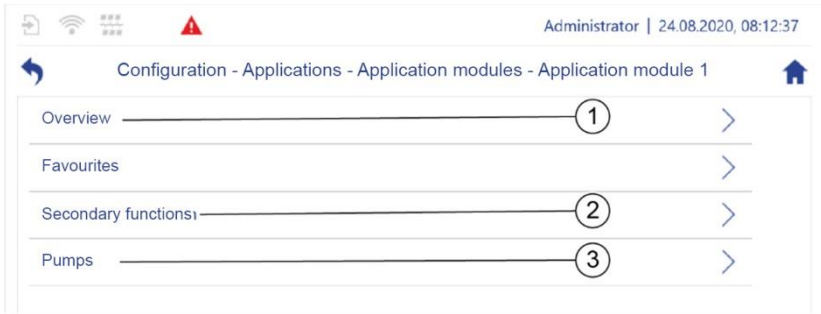 Administrator | 24.08.2020, 08:12:37
Configuration - Applications - Application modules - Application module 1
Overview 1
Favourites
Secondary functions 2
Pumps 3